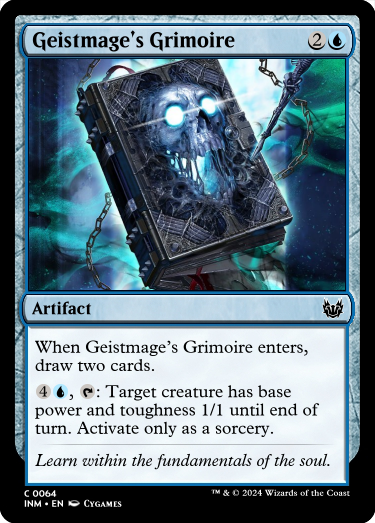 Geistmage's Grimoire 2
Artifact
When Geistmage's Grimoire enters,
draw two cards.
4 , : Target creature has base
power and toughness 1/1 until end of
turn. Activate only as a sorcery.
Learn within the fundamentals of the soul.
C 0064
INM • EN CYGAMES
™ & © 2024 Wizards of the Coast